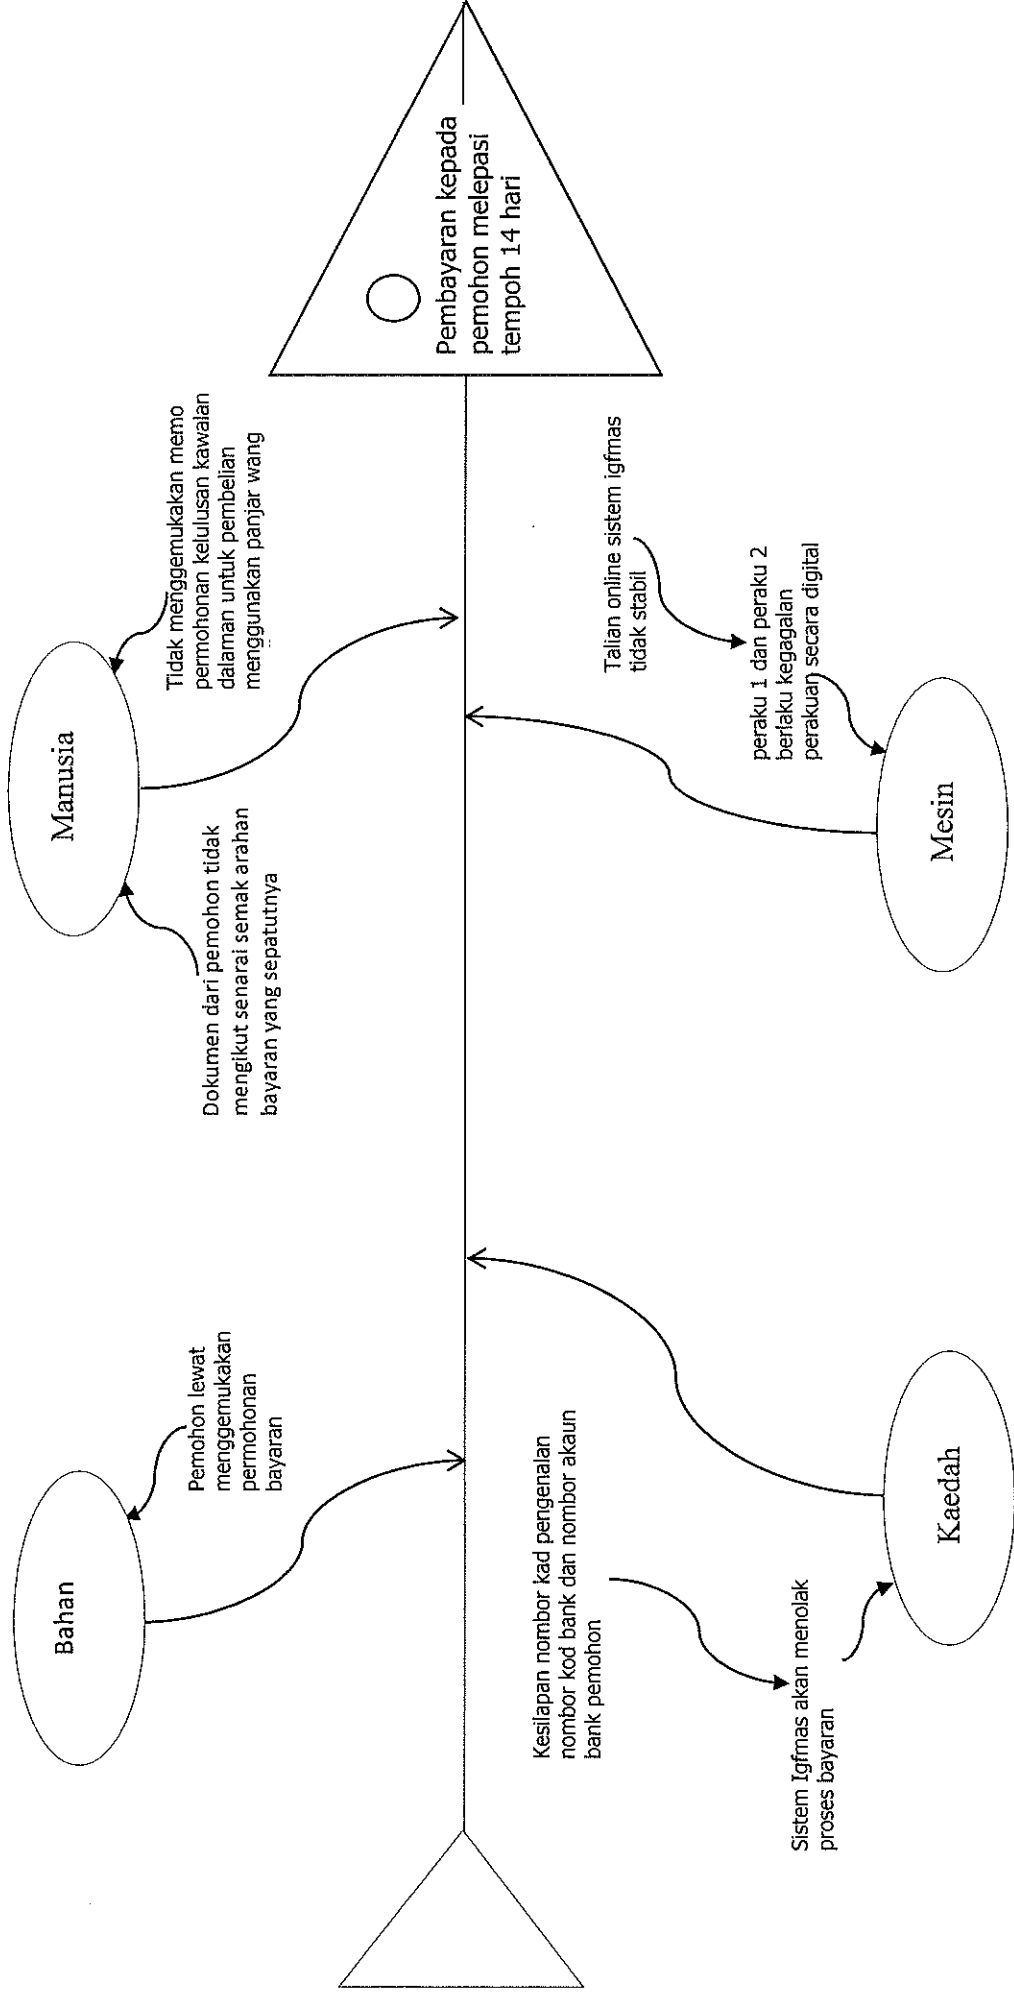 Bahan
Pemohon lewat
menggemukakan
permohonan
bayaran
Manusia
Dokumen dari pemohon tidak
mengikut senarai semak arahan
bayaran yang sepatutnya
Tidak menggemukakan memo
permohonan kelulusan kawalan
dalaman untuk pembelian
menggunakan panjar wang
Pembayaran kepada
pemohon melepasi
tempoh 14 hari
Kesilapan nombor kad pengenalan
nombor kod bank dan nombor akaun
bank pemohon
Sistem Igfmas akan menolak
proses bayaran
Kaedah
Talian online sistem igfmas
tidak stabil
peraku 1 dan peraku 2
berlaku kegagalan
perakuan secara digital
Mesin